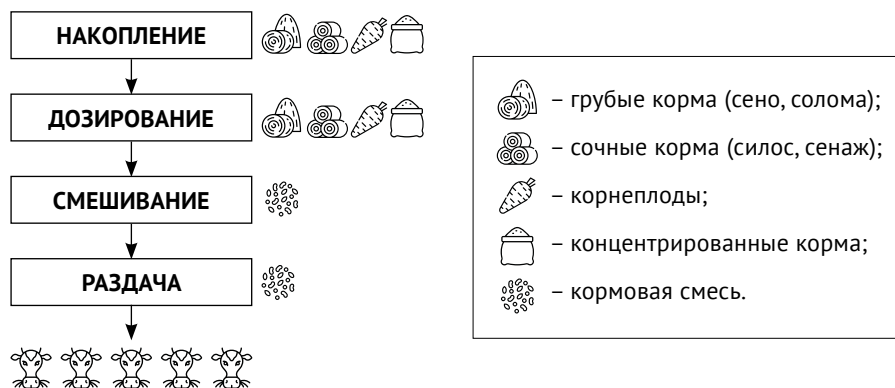 НАКОПЛЕНИЕ
ДОЗИРОВАНИЕ
СМЕШИВАНИЕ
РАЗДАЧА
– грубые корма (сено, солома);
– сочные корма (силос, сенаж);
– корнеплоды;
– концентрированные корма;
– кормовая смесь.